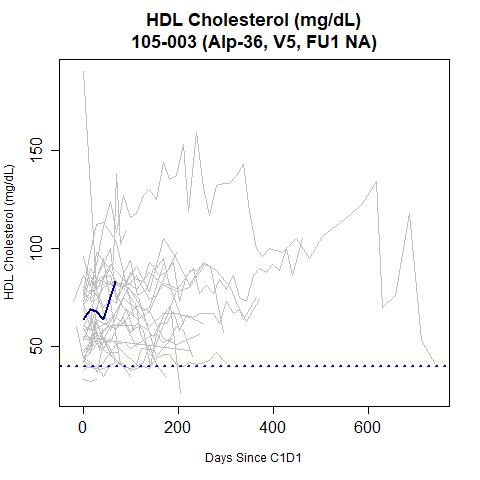 HDL Cholesterol (mg/dL)
105-003 (Alp-36, V5, FU1 NA)
HDL Cholesterol (mg/dL)
150
100
50
0
200
400
600
Days Since C1D1